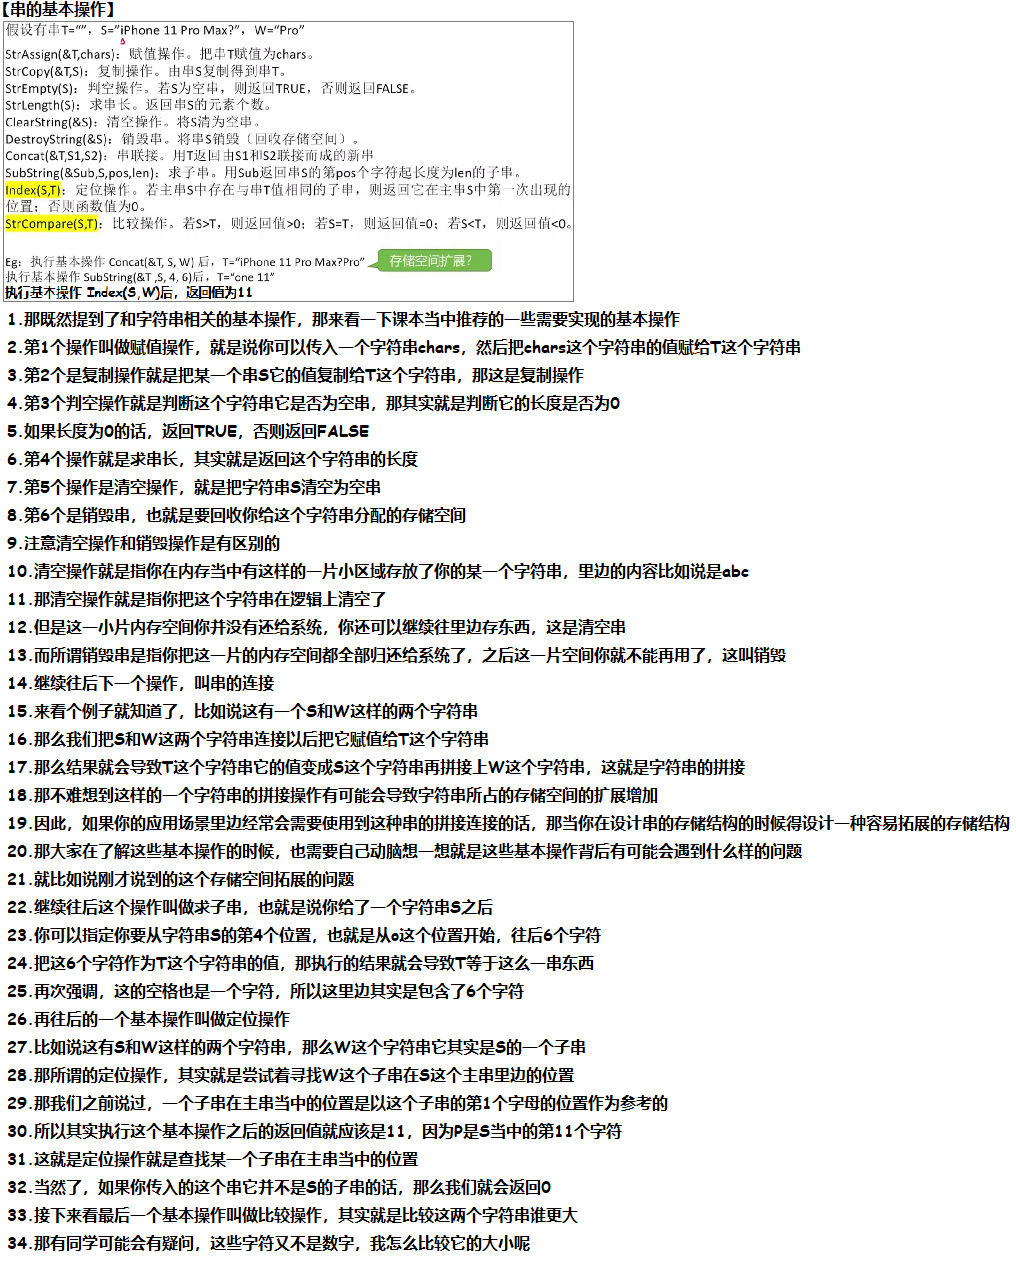 【串的基本操作】
假设有串T=“”，S=”iPhone 11 Pro Max?”，W=“Pro”
StrAssign(&T,chars)：赋值操作。把串T赋值为chars。
StrCopy(&T,S)：复制操作。由串S复制得到串T。
StrEmpty(S)：判空操作。若S为空串，则返回TRUE，否则返回FALSE。
StrLength(S)：求串长。返回串S的元素个数。
ClearString(&S)：清空操作。将S清为空串。
DestroyString(&S)：销毁串。将串S销毁（回收存储空间）。
Concat(&T,S1,S2)：串联接。用T返回由S1和S2联接而成的新串
SubString(&Sub,S,pos,len)：求子串。用Sub返回串S的第pos个字符起长度为len的子串。
Index(S,T)：定位操作。若主串S中存在与串T值相同的子串，则返回它在主串S中第一次出现的
位置；否则函数值为0。
StrCompare(S,T)：比较操作。若S>T，则返回值>0；若S=T，则返回值=0；若S<T，则返回值<0。
Eg：执行基本操作 Concat(&T, S, W) 后，T=“iPhone 11 Pro Max?Pro”
存储空间扩展？
执行基本操作 SubString(&T ,S, 4, 6)后，T=“one 11”
执行基本操作 Index(S,W)后，返回值为11
1.那既然提到了和字符串相关的基本操作，那来看一下课本当中推荐的一些需要实现的基本操作
2.第1个操作叫做赋值操作，就是说你可以传入一个字符串chars，然后把chars这个字符串的值赋给T这个字符串
3.第2个是复制操作就是把某一个串S它的值复制给T这个字符串，那这是复制操作
4.第3个判空操作就是判断这个字符串它是否为空串，那其实就是判断它的长度是否为0
5.如果长度为0的话，返回TRUE，否则返回FALSE
6.第4个操作就是求串长，其实就是返回这个字符串的长度
7.第5个操作是清空操作，就是把字符串S清空为空串
8.第6个是销毁串，也就是要回收你给这个字符串分配的存储空间
9.注意清空操作和销毁操作是有区别的
10.清空操作就是指你在内存当中有这样的一片小区域存放了你的某一个字符串，里边的内容比如说是abc
11.那清空操作就是指你把这个字符串在逻辑上清空了
12.但是这一小片内存空间你并没有还给系统，你还可以继续往里边存东西，这是清空串
13.而所谓销毁串是指你把这一片的内存空间都全部归还给系统了，之后这一片空间你就不能再用了，这叫销毁
14.继续往后下一个操作，叫串的连接
15.来看个例子就知道了，比如说这有一个S和W这样的两个字符串
16.那么我们把S和W这两个字符串连接以后把它赋值给T这个字符串
17.那么结果就会导致T这个字符串它的值变成S这个字符串再拼接上W这个字符串，这就是字符串的拼接
18.那不难想到这样的一个字符串的拼接操作有可能会导致字符串所占的存储空间的扩展增加
19.因此，如果你的应用场景里边经常会需要使用到这种串的拼接连接的话，那当你在设计串的存储结构的时候得设计一种容易拓展的存储结构
20.那大家在了解这些基本操作的时候，也需要自己动脑想一想就是这些基本操作背后有可能会遇到什么样的问题
21.就比如说刚才说到的这个存储空间拓展的问题
22.继续往后这个操作叫做求子串，也就是说你给了一个字符串S之后
23.你可以指定你要从字符串S的第4个位置，也就是从o这个位置开始，往后6个字符
24.把这6个字符作为T这个字符串的值，那执行的结果就会导致T等于这么一串东西
25.再次强调，这的空格也是一个字符，所以这里边其实是包含了6个字符
26.再往后的一个基本操作叫做定位操作
27.比如说这有S和W这样的两个字符串，那么W这个字符串它其实是S的一个子串
28.那所谓的定位操作，其实就是尝试着寻找W这个子串在S这个主串里边的位置
29.那我们之前说过，一个子串在主串当中的位置是以这个子串的第1个字母的位置作为参考的
30.所以其实执行这个基本操作之后的返回值就应该是11，因为P是S当中的第11个字符
31.这就是定位操作就是查找某一个子串在主串当中的位置
32.当然了，如果你传入的这个串它并不是S的子串的话，那么我们就会返回0
33.接下来看最后一个基本操作叫做比较操作，其实就是比较这两个字符串谁更大
34.那有同学可能会有疑问，这些字符又不是数字，我怎么比较它的大小呢